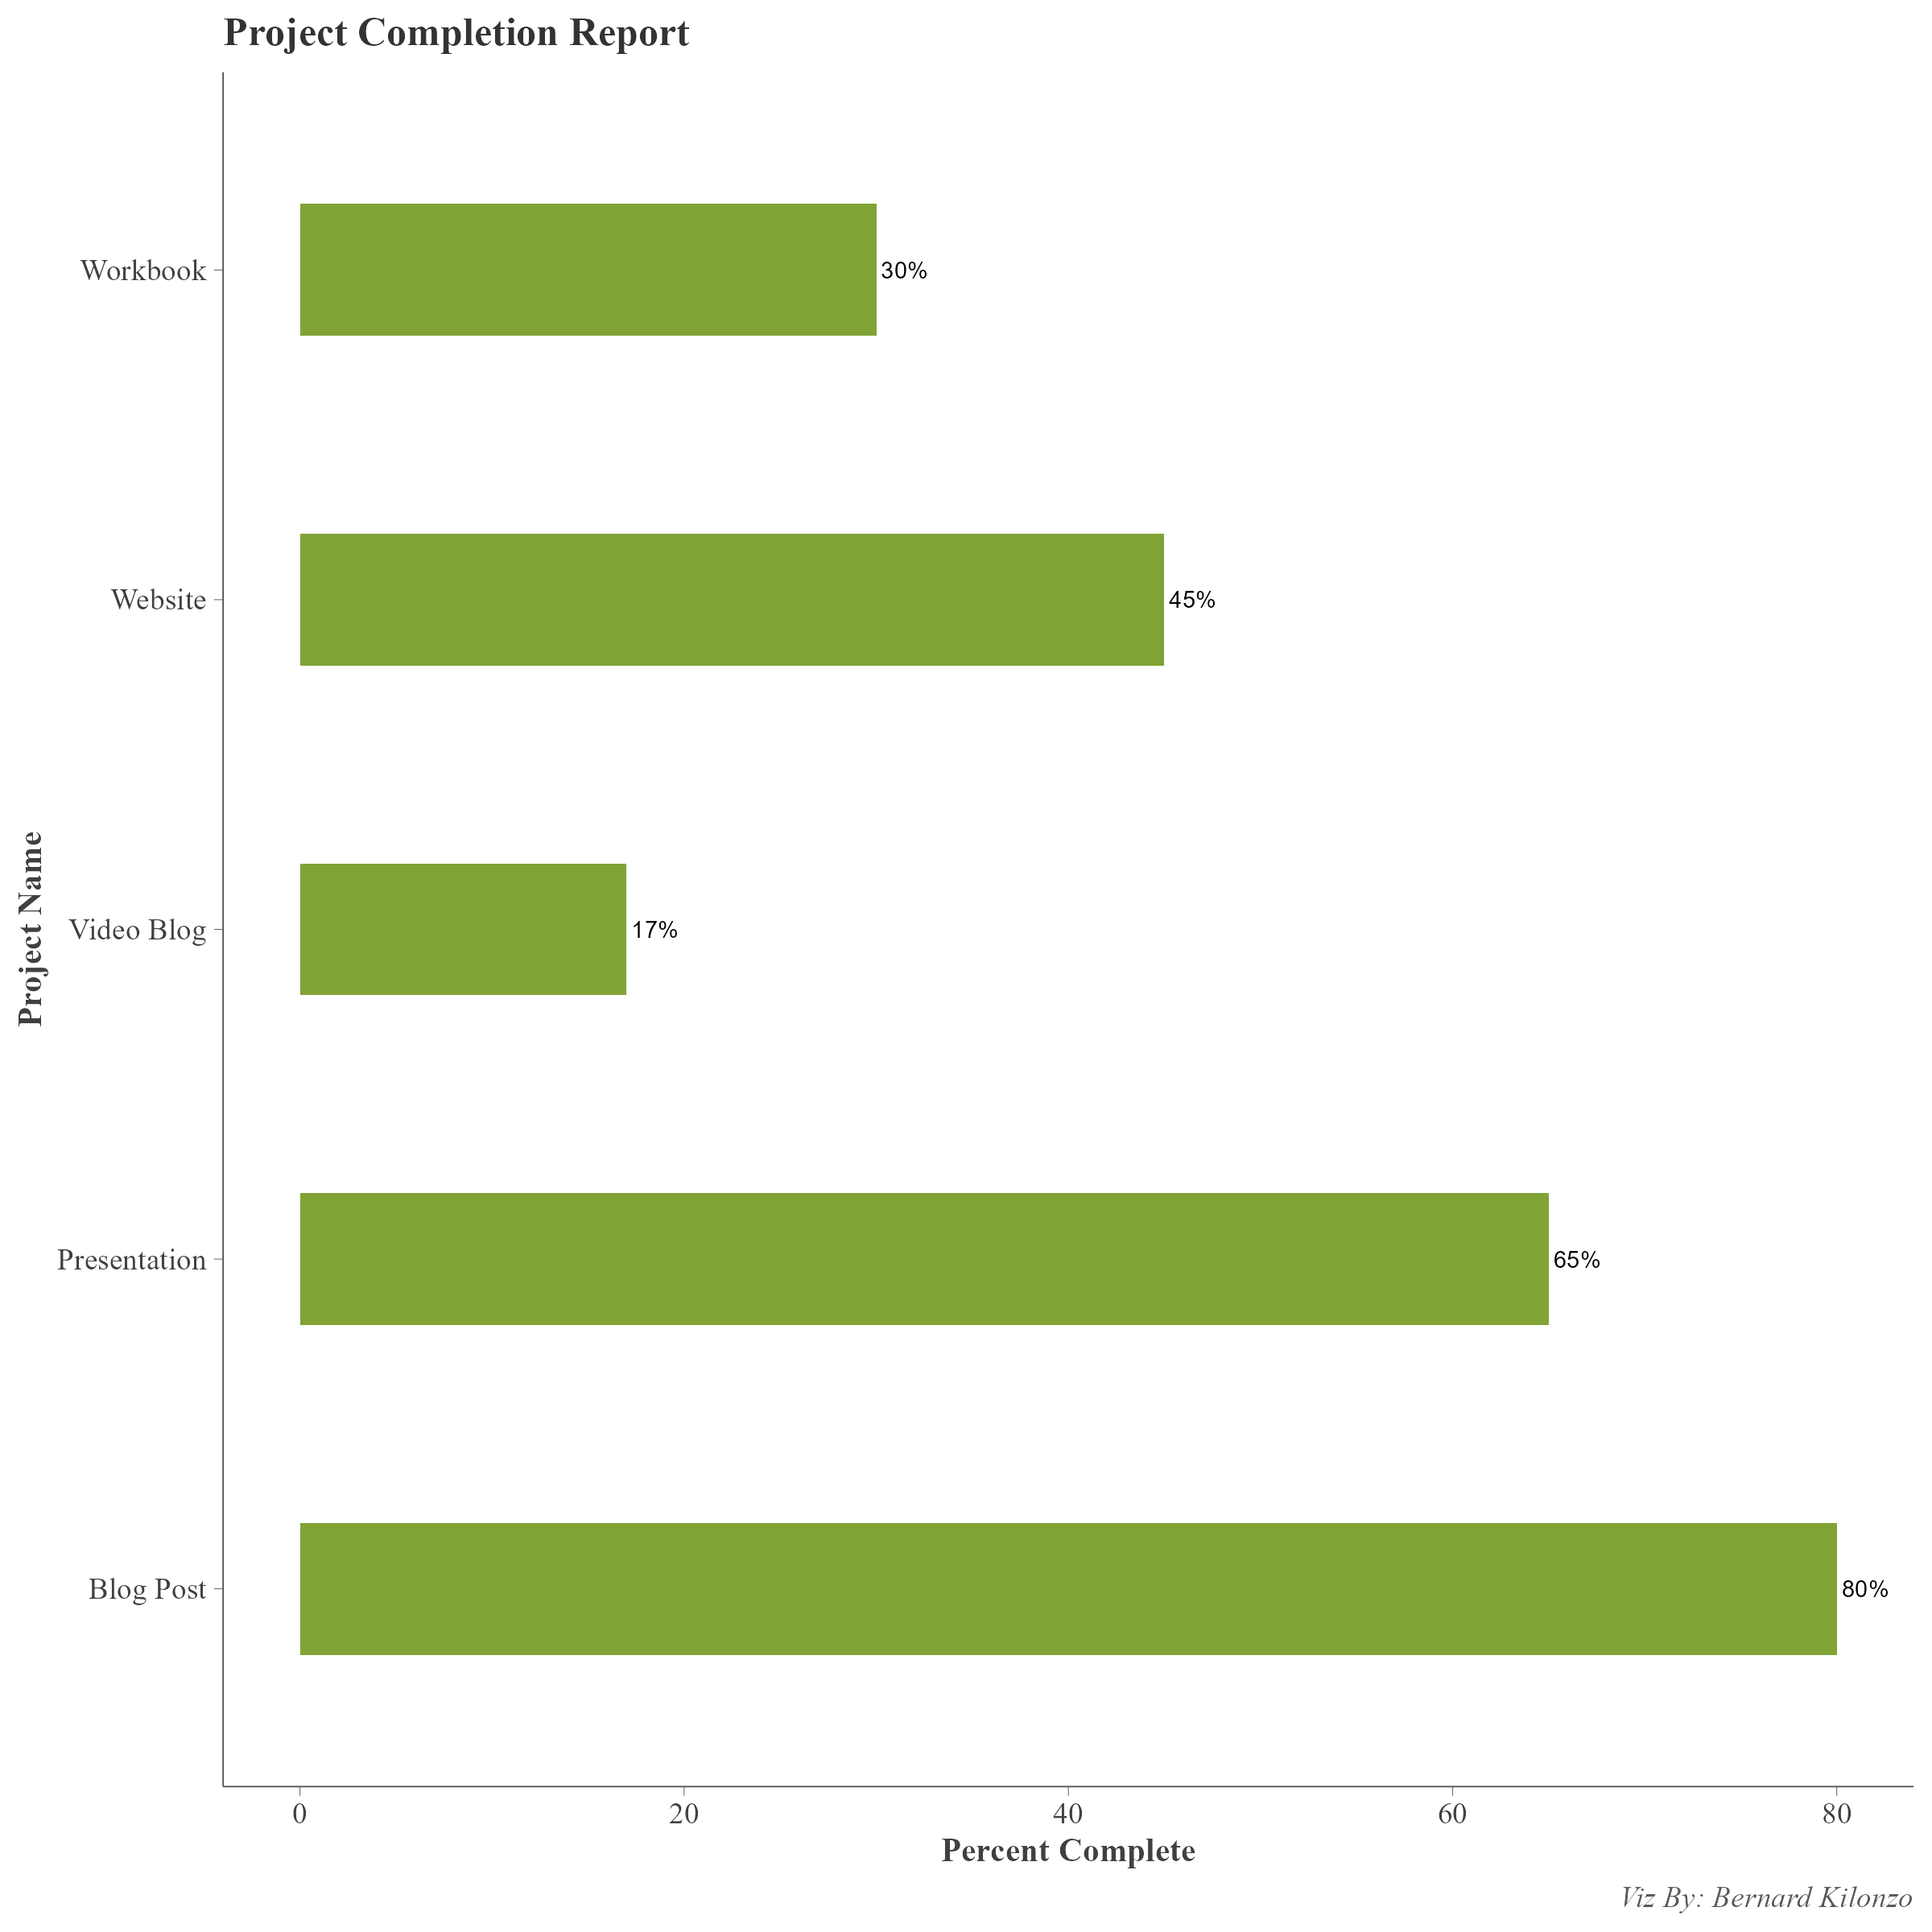 Project Completion Report
Project Name
Workbook
30%
Website
45%
Video Blog
17%
Presentation
65%
Blog Post
80%
0 20 40 60 80
Percent Complete
Viz By: Bernard Kilonzo